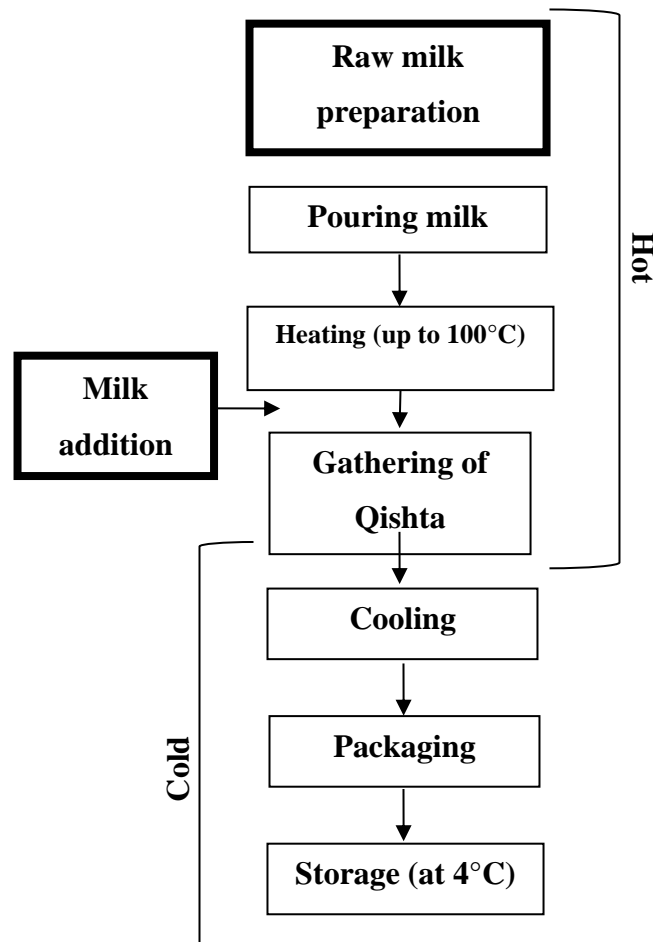 Raw milk
preparation
Pouring milk
Hot
Heating (up to 100°C)
Milk
addition
Gathering of
Qishta
Cooling
Packaging
Cold
Storage (at 4°C)